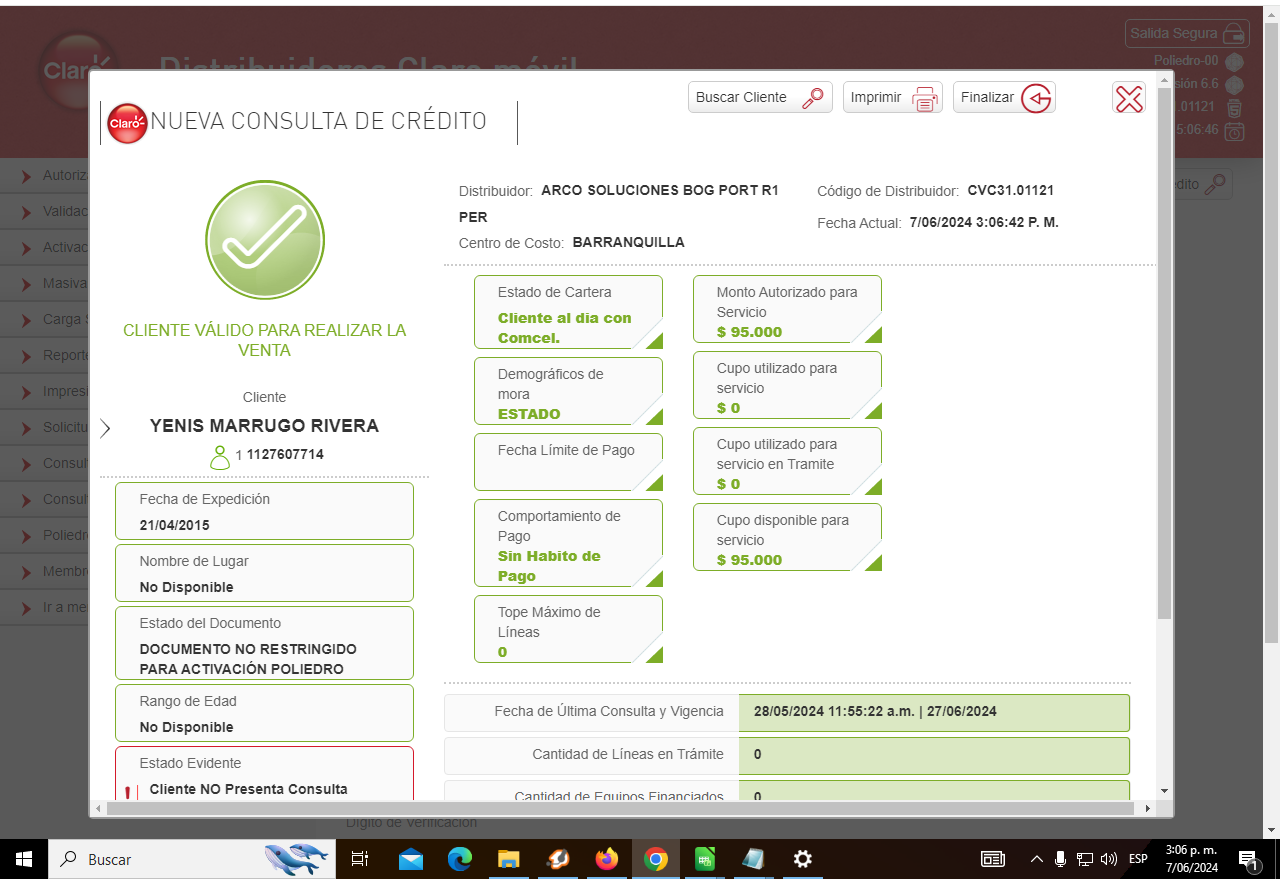 Salida Segura
Claro
Distribuidores Claro móvil
Poliedro-00
sión 6.6
.01121
5:06:46
Buscar Cliente
Imprimir
Finalizar
Claro
NUEVA CONSULTA DE CRÉDITO
Autoriz
Validac
Activac
Masiva
Carga
Reporte
Impresi
Solicitu
Consul
Consul
Poliedr
Membr
Ir a me
dito
CLIENTE VÁLIDO PARA REALIZAR LA
VENTA
Cliente
YENIS MARRUGO RIVERA
1 1127607714
Fecha de Expedición
21/04/2015
Nombre de Lugar
No Disponible
Estado del Documento
DOCUMENTO NO RESTRINGIDO
PARA ACTIVACIÓN POLIEDRO
Rango de Edad
No Disponible
Estado Evidente
! Cliente NO Presenta Consulta
Distribuidor: ARCO SOLUCIONES BOG PORT R1
PER
Centro de Costo: BARRANQUILLA
Código de Distribuidor: CVC31.01121
Fecha Actual: 7/06/2024 3:06:42 P. M.
Estado de Cartera
Cliente al dia con
Comcel.
Demográficos de
mora
ESTADO
Fecha Límite de Pago
Comportamiento de
Pago
Sin Habito de
Pago
Tope Máximo de
Líneas
0
Monto Autorizado para
Servicio
$ 95.000
Cupo utilizado para
servicio
$ 0
Cupo utilizado para
servicio en Tramite
$ 0
Cupo disponible para
servicio
$ 95.000
Fecha de Última Consulta y Vigencia 28/05/2024 11:55:22 a.m. | 27/06/2024
Cantidad de Líneas en Trámite 0
Cantidad de Equipos Financiados 0
Dígito de Verificación
Buscar
ESP
3:06 p. m.
7/06/2024
1